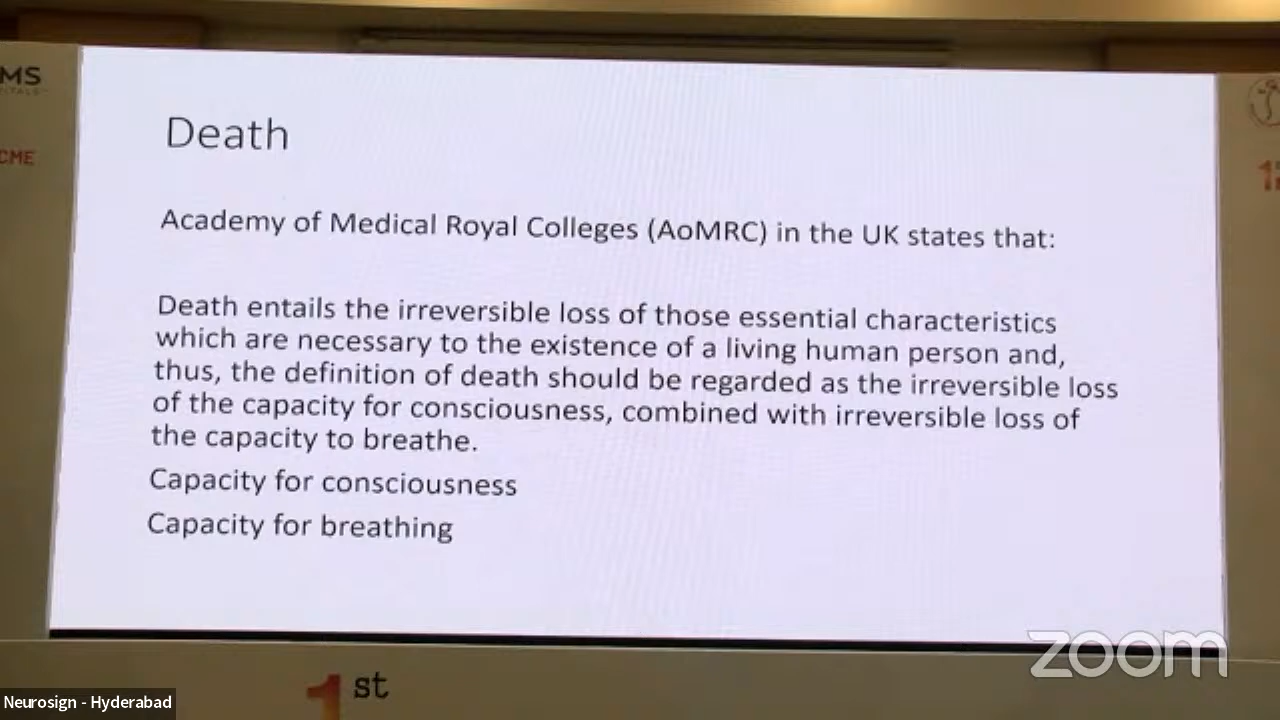 MS
CME
Death
Academy of Medical Royal Colleges (AoMRC) in the UK states that:
Death entails the irreversible loss of those essential characteristics
which are necessary to the existence of a living human person and,
thus, the definition of death should be regarded as the irreversible loss
of the capacity for consciousness, combined with irreversible loss of
the capacity to breathe.
Capacity for consciousness
Capacity for breathing
zoom
1st
Neurosign - Hyderabad